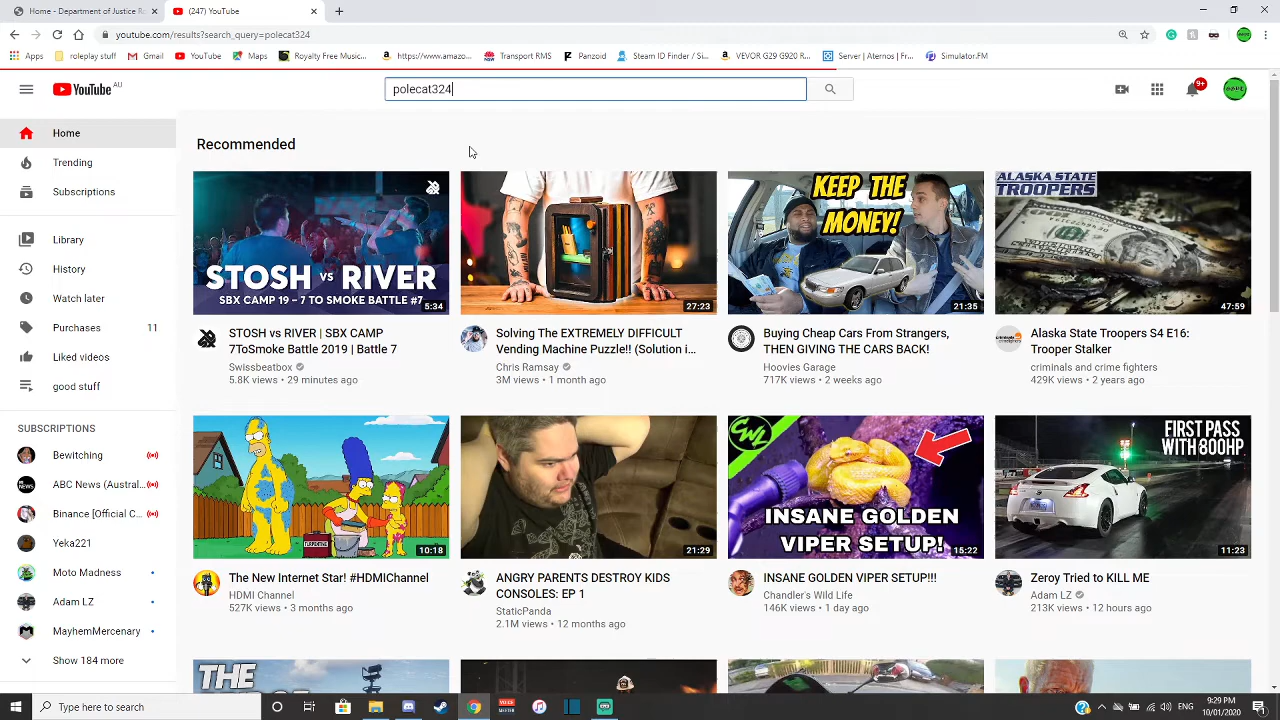 Home - Department of Justice R
(247) YouTube
youtube.com/results?search_query=polecat324
Apps
roleplay stuff
Gmail
YouTube
Maps
Royalty Free Music...
https://www.amazo...
Transport RMS
Panzoid
Steam ID Finder / Si...
VEVOR G29 G920 R...
Server | Aternos | Fr...
Simulator.FM
YouTube AU
polecat324
9+
Home
Trending
Subscriptions
Library
History
Watch later
Purchases 11
Liked videos
good stuff
SUBSCRIPTIONS
Bewitching
ABC News (Austral...
Binance [Official C...
Yeka221
Moto Madness
Adam LZ
MayhemMercenary
Show 184 more
Recommended
STOSH vs RIVER
SBX CAMP 19 - 7 TO SMOKE BATTLE #7
5:34
STOSH vs RIVER | SBX CAMP
7ToSmoke Battle 2019 | Battle 7
Swissbeatbox
5.8K views • 29 minutes ago
27:23
Solving The EXTREMELY DIFFICULT
Vending Machine Puzzle!! (Solution i...
Chris Ramsay
3M views • 1 month ago
KEEP THE
MONEY!
21:35
Buying Cheap Cars From Strangers,
THEN GIVING THE CARS BACK!
Hoovies Garage
717K views • 2 weeks ago
ALASKA STATE
TROOPERS
47:59
Alaska State Troopers S4 E16:
Trooper Stalker
criminals and crime fighters
429K views • 2 years ago
10:18
The New Internet Star! #HDMIChannel
HDMI Channel
527K views • 3 months ago
21:29
ANGRY PARENTS DESTROY KIDS
CONSOLES: EP 1
StaticPanda
2.1M views • 12 months ago
CWL
INSANE GOLDEN
VIPER SETUP!
15:22
INSANE GOLDEN VIPER SETUP!!!
Chandler's Wild Life
146K views • 1 day ago
FIRST PASS
WITH 800HP
11:23
Zeroy Tried to KILL ME
Adam LZ
213K views • 12 hours ago
THE
Type here to search
ENG
9:29 PM
10/01/2020